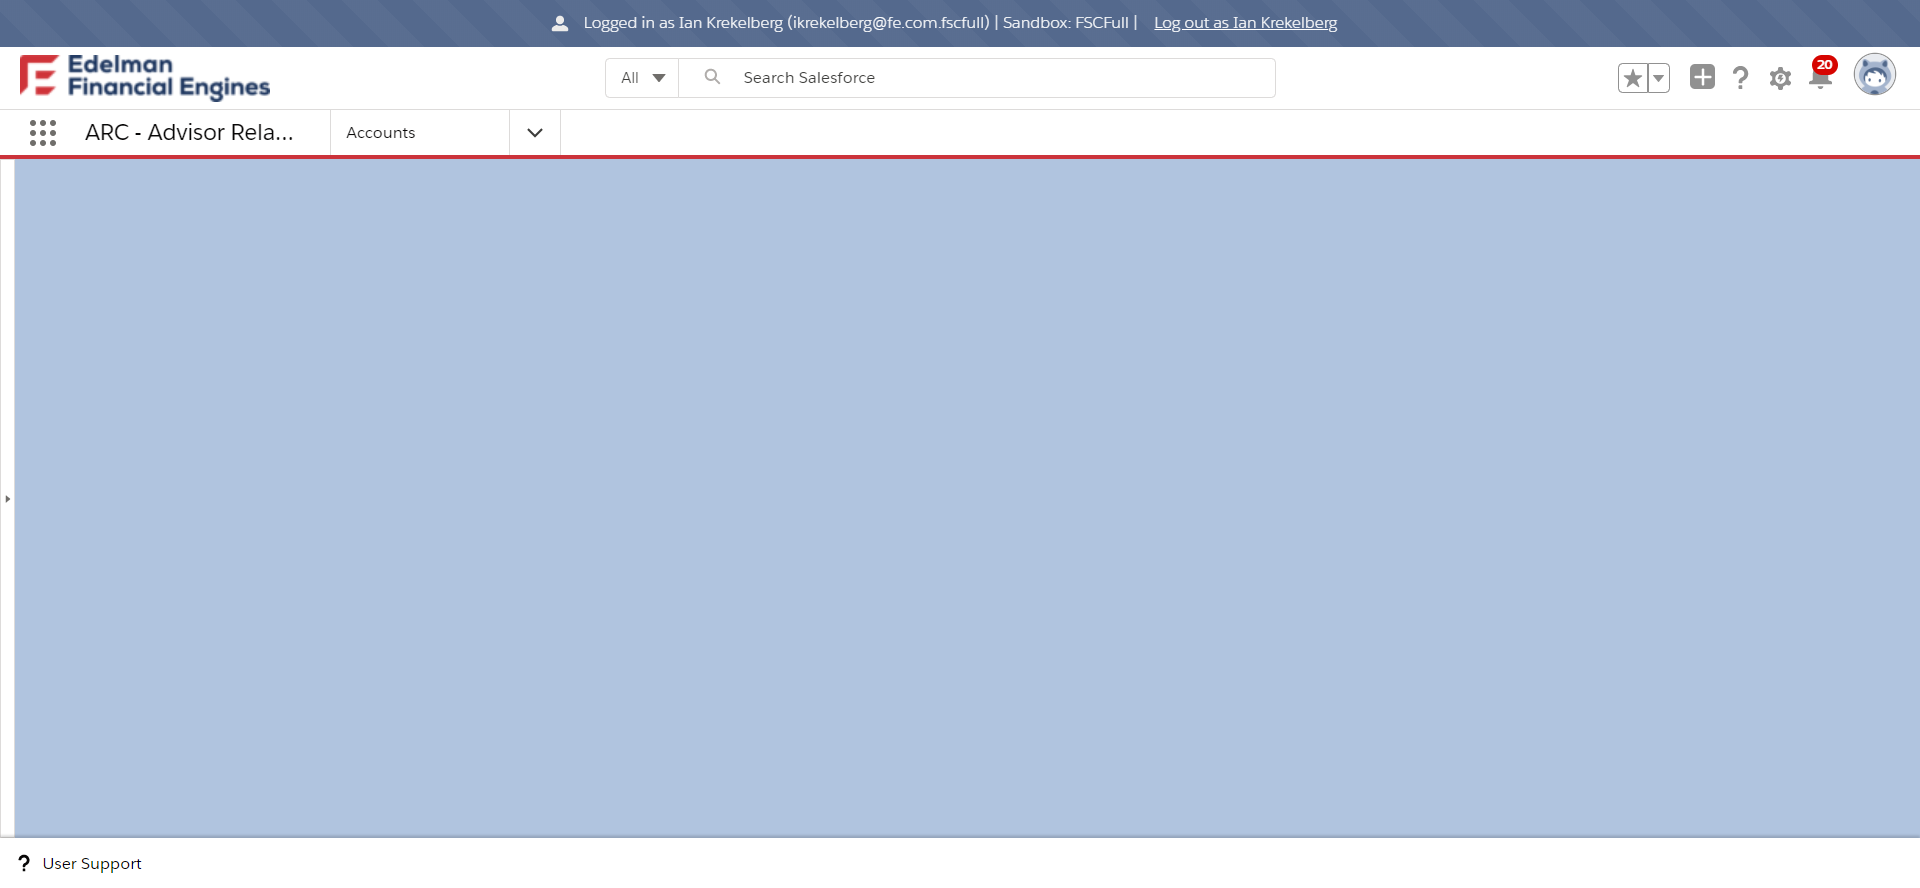 Logged in as Ian Krekelberg (ikrekelberg@fe.com.fscfull) | Sandbox: FSCFull | Log out as Ian Krekelberg
Edelman
Financial Engines
All
Search Salesforce
20
ARC - Advisor Rela...
Accounts
User Support